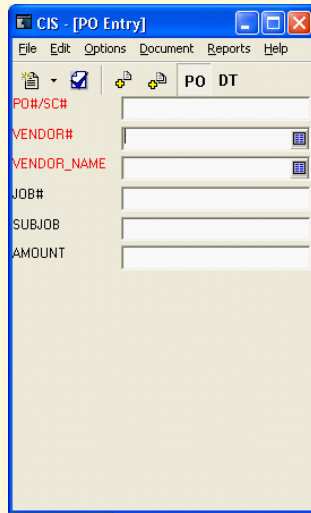 CIS - [PO Entry]
File Edit Options Document Reports Help
PO DT
PO#/SC#
VENDOR#
VENDOR_NAME
JOB#
SUBJOB
AMOUNT